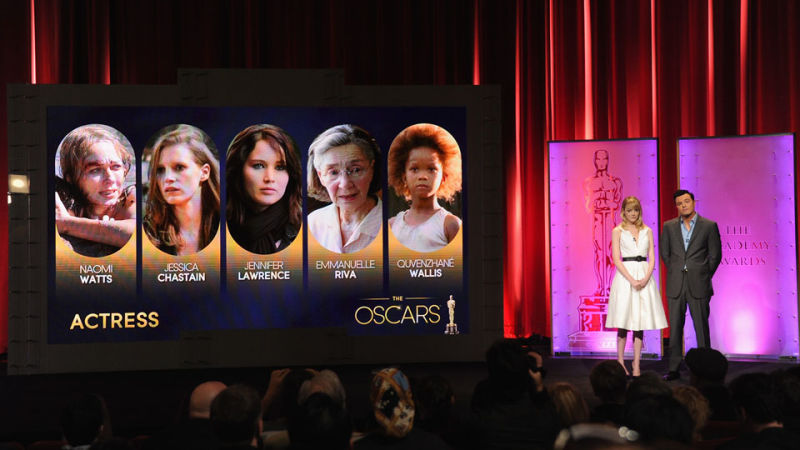 NAOMI
WATTS
JESSICA
CHASTAIN
JENNIFER
LAWRENCE
EMMANUELLE
RIVA
QUVENZHANÉ
WALLIS
ACTRESS
THE
OSCARS
THE
ACADEMY
AWARDS